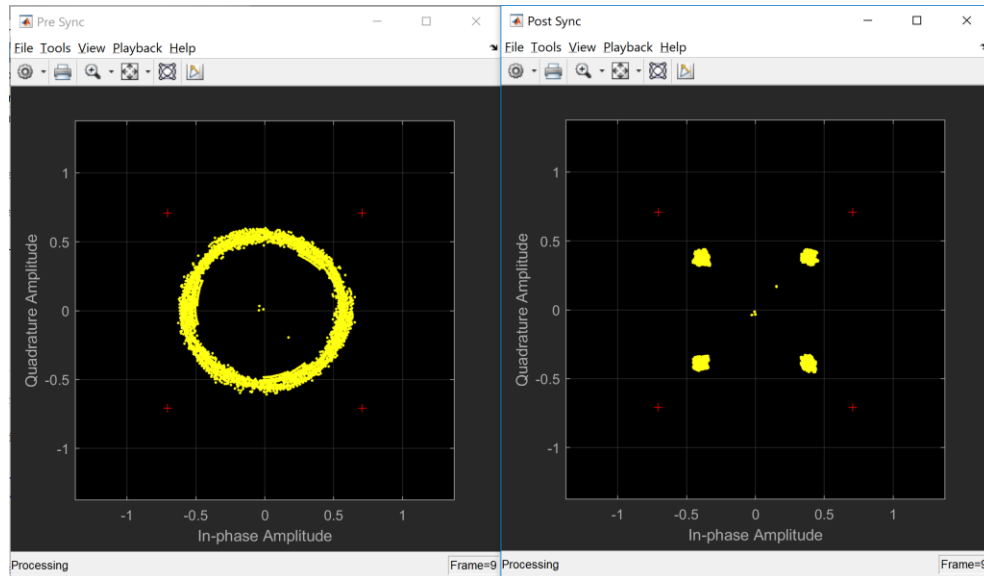 Pre Sync
File Tools View Playback Help
1
0.5
0
-0.5
-1
Quadrature Amplitude
-1 -0.5 0 0.5 1
In-phase Amplitude
Processing
Frame=9
Post Sync
File Tools View Playback Help
1
0.5
0
-0.5
-1
Quadrature Amplitude
-1 -0.5 0 0.5 1
In-phase Amplitude
Processing
Frame=9